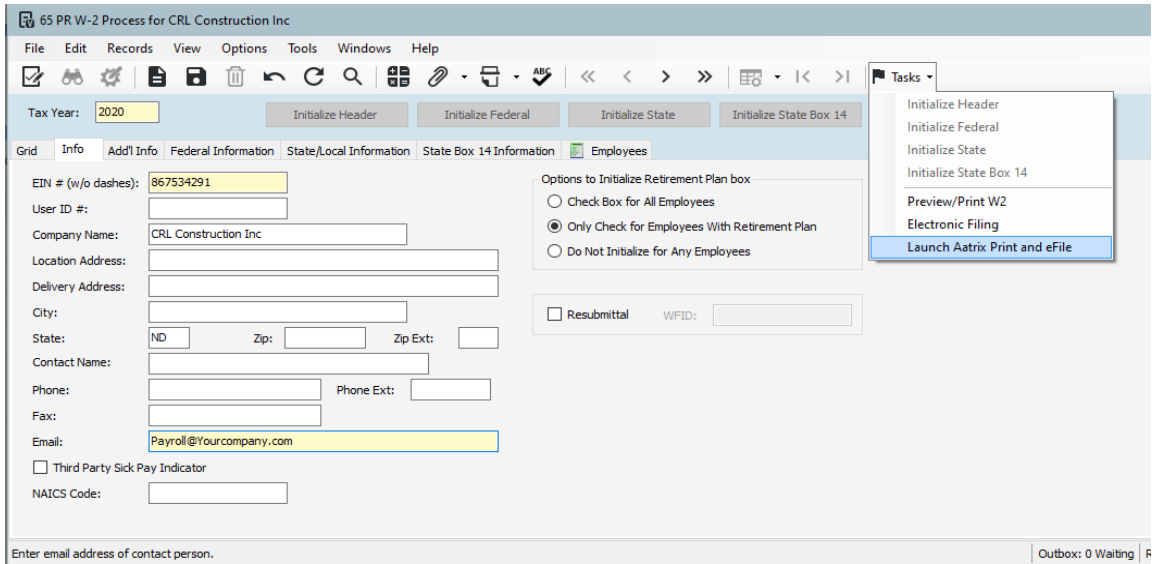 65 PR W-2 Process for CRL Construction Inc
File Edit Records View Options Tools Windows Help
ABC Tasks
Tax Year: 2020 Initialize Header Initialize Federal Initialize State Initialize State Box 14
Initialize Header
Initialize Federal
Initialize State
Initialize State Box 14
Preview/Print W2
Electronic Filing
Launch Aatrix Print and eFile
Grid Info Add'l Info Federal Information State/Local Information State Box 14 Information Employees
EIN # (w/o dashes): 867534291
User ID #:
Company Name: CRL Construction Inc
Location Address:
Delivery Address:
City:
State: ND Zip: Zip Ext:
Contact Name:
Phone: Phone Ext:
Fax:
Email: Payroll@Yourcompany.com
Third Party Sick Pay Indicator
NAICS Code:
Options to Initialize Retirement Plan box
Check Box for All Employees
Only Check for Employees With Retirement Plan
Do Not Initialize for Any Employees
Resubmittal WFID:
Enter email address of contact person. Outbox: 0 Waiting R